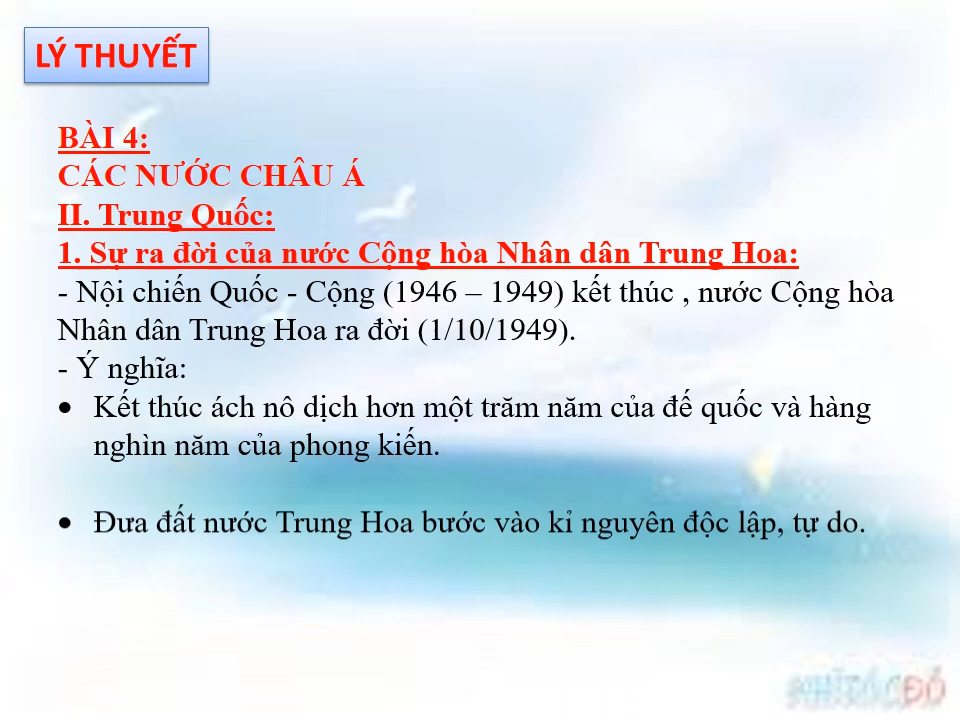 LÝ THUYẾT
BÀI 4:
CÁC NƯỚC CHÂU Á
II. Trung Quốc:
1. Sự ra đời của nước Cộng hòa Nhân dân Trung Hoa:
- Nội chiến Quốc - Cộng (1946 – 1949) kết thúc , nước Cộng hòa
Nhân dân Trung Hoa ra đời (1/10/1949).
- Ý nghĩa:
• Kết thúc ách nô dịch hơn một trăm năm của đế quốc và hàng
nghìn năm của phong kiến.
• Đưa đất nước Trung Hoa bước vào kỉ nguyên độc lập, tự do.